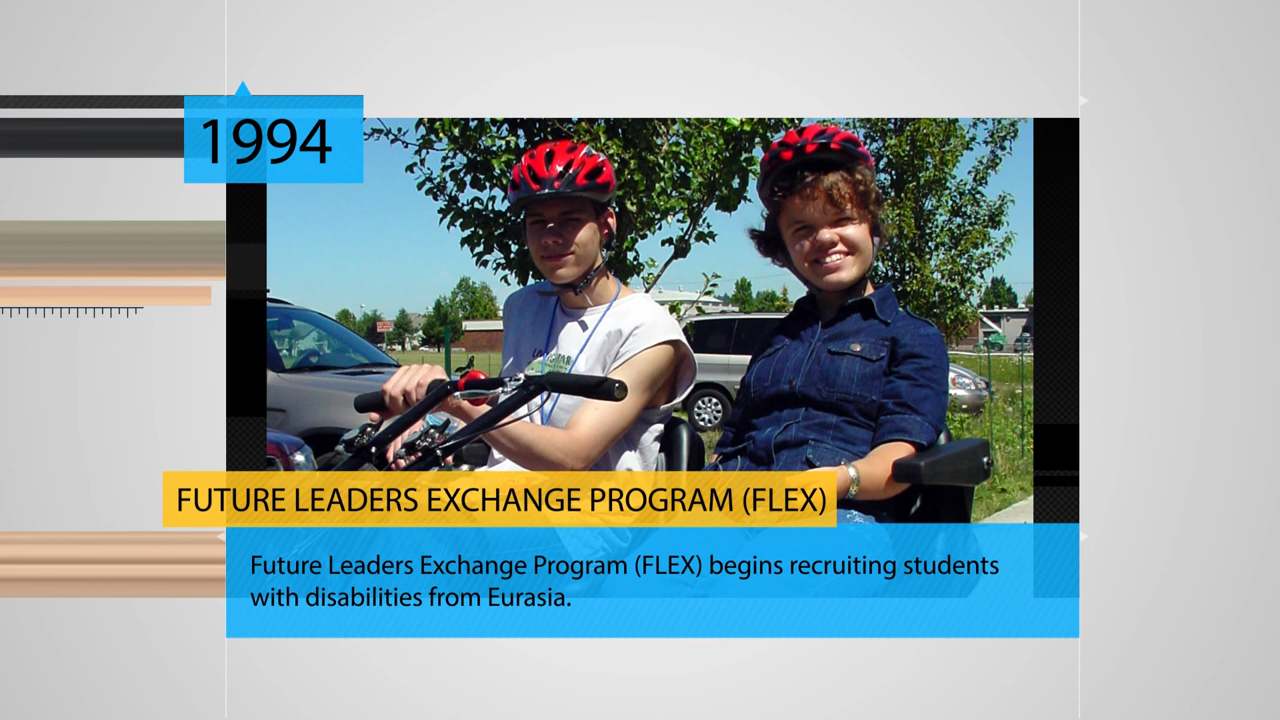 1994
FUTURE LEADERS EXCHANGE PROGRAM (FLEX)
Future Leaders Exchange Program (FLEX) begins recruiting students
with disabilities from Eurasia.